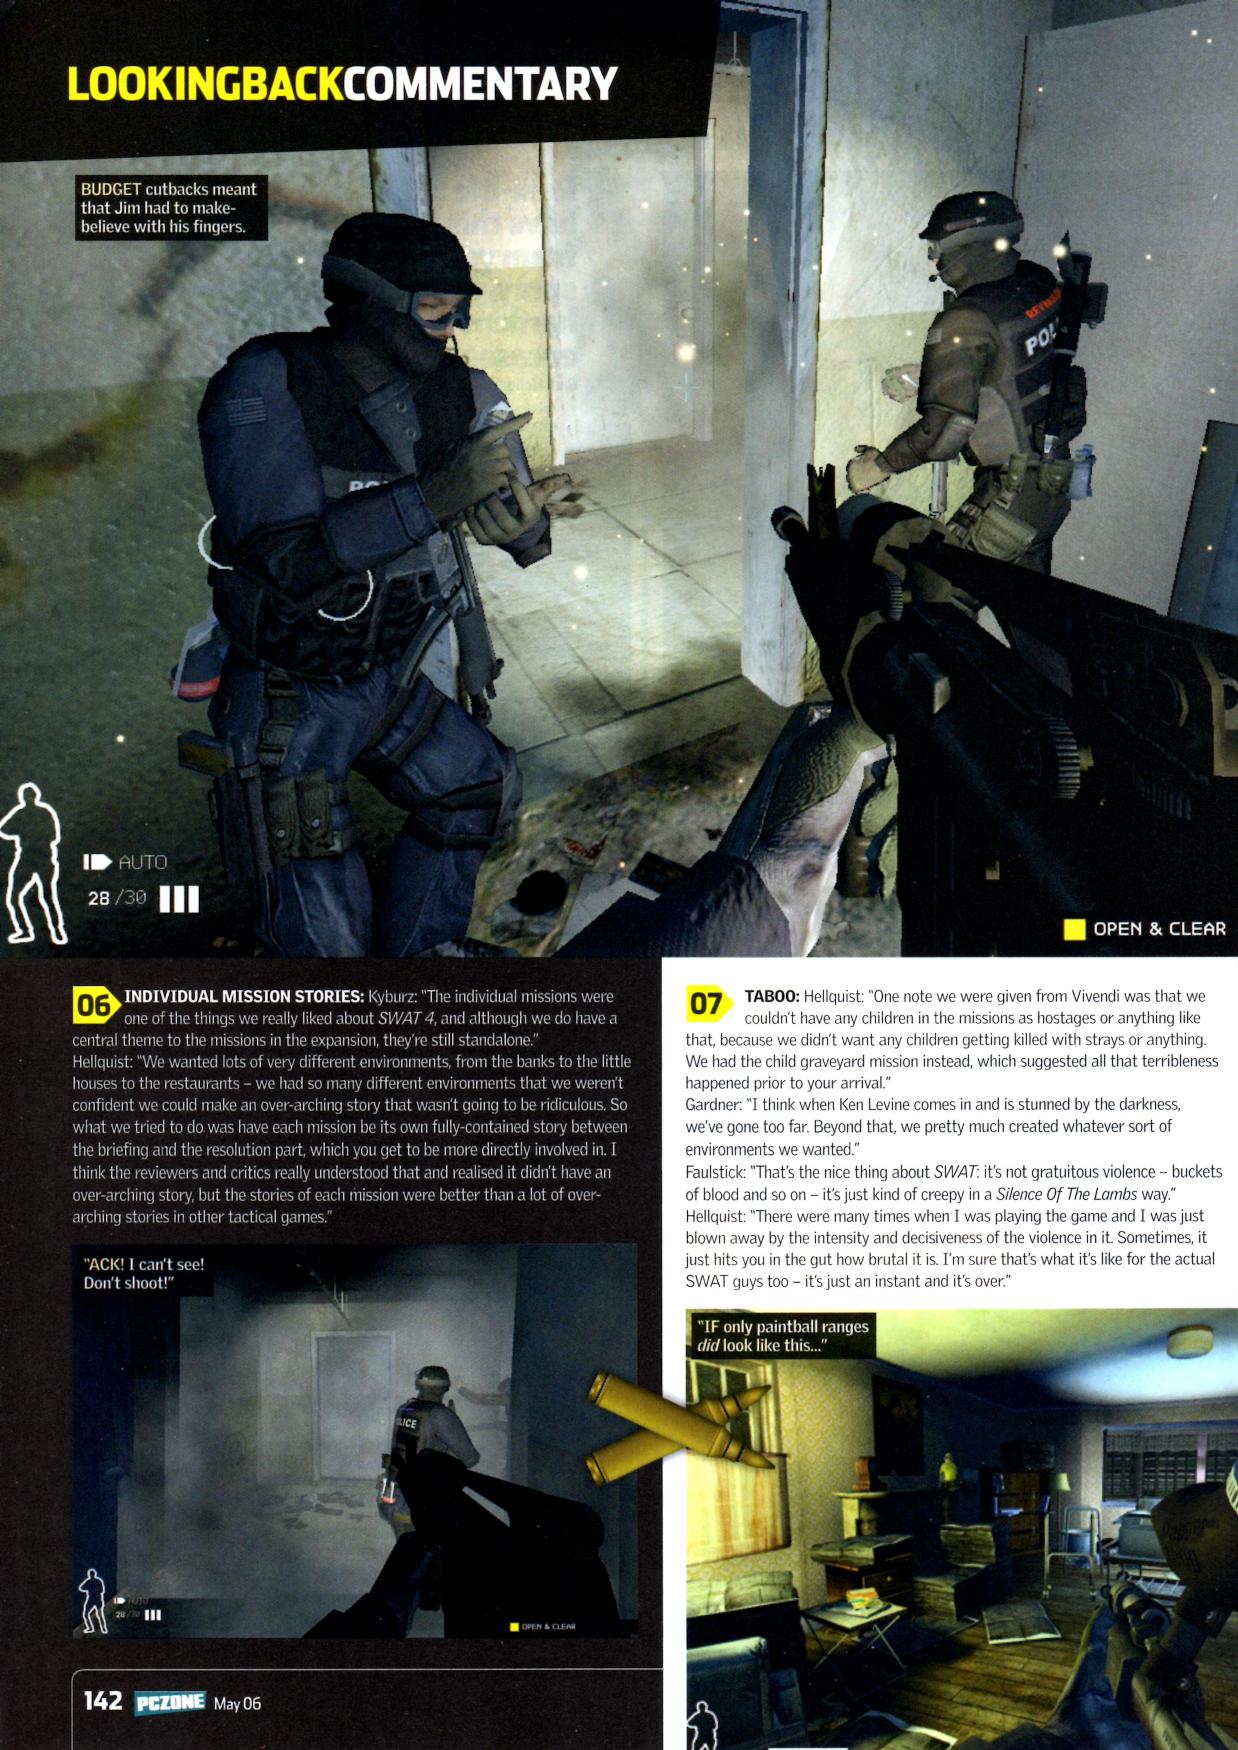 LOOKINGBACKCOMMENTARY
BUDGET cutbacks meant
that Jim had to make-
believe with his fingers.
POL
AUTO
28/30
OPEN & CLEAR
06 INDIVIDUAL MISSION STORIES: Kyburz: “The individual missions were
one of the things we really liked about SWAT 4, and although we do have a
central theme to the missions in the expansion, they’re still standalone.”
Hellquist: “We wanted lots of very different environments, from the banks to the little
houses to the restaurants – we had so many different environments that we weren’t
confident we could make an over-arching story that wasn’t going to be ridiculous. So
what we tried to do was have each mission be its own fully-contained story between
the briefing and the resolution part, which you get to be more directly involved in. I
think the reviewers and critics really understood that and realised it didn’t have an
over-arching story, but the stories of each mission were better than a lot of over-
arching stories in other tactical games.”
“ACK! I can’t see!
Don’t shoot!”
LICE
AUTO
28/30
OPEN & CLEAR
07 TABOO: Hellquist: “One note we were given from Vivendi was that we
couldn’t have any children in the missions as hostages or anything like
that, because we didn’t want any children getting killed with strays or anything.
We had the child graveyard mission instead, which suggested all that terribleness
happened prior to your arrival.”
Gardner: “I think when Ken Levine comes in and is stunned by the darkness,
we’ve gone too far. Beyond that, we pretty much created whatever sort of
environments we wanted.”
Faulstick: “That’s the nice thing about SWAT: it’s not gratuitous violence – buckets
of blood and so on – it’s just kind of creepy in a Silence Of The Lambs way.”
Hellquist: “There were many times when I was playing the game and I was just
blown away by the intensity and decisiveness of the violence in it. Sometimes, it
just hits you in the gut how brutal it is. I’m sure that’s what it’s like for the actual
SWAT guys too – it’s just an instant and it’s over.”
“IF only paintball ranges
did look like this...”
142 PCZONE May 06